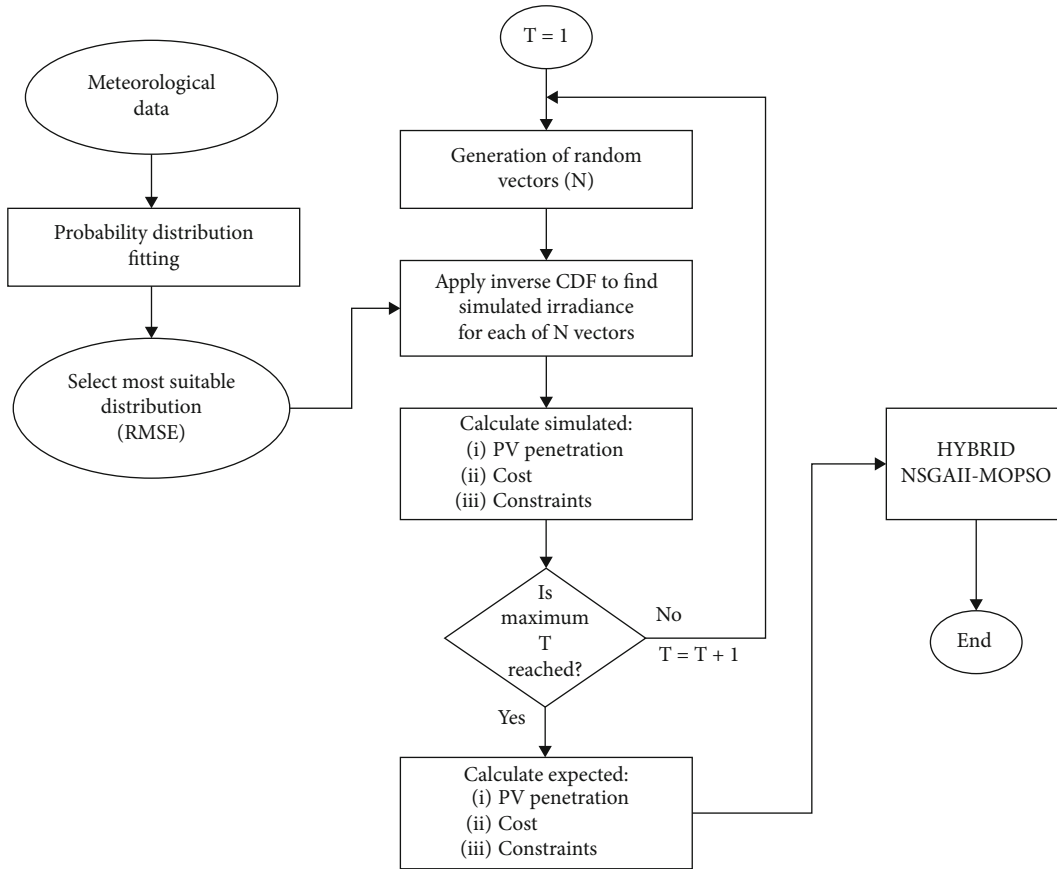 Meteorological
data
Probability distribution
fitting
Select most suitable
distribution
(RMSE)
T = 1
Generation of random
vectors (N)
Apply inverse CDF to find
simulated irradiance
for each of N vectors
Calculate simulated:
(i) PV penetration
(ii) Cost
(iii) Constraints
Is
maximum
T
reached?
No
T = T + 1
Yes
Calculate expected:
(i) PV penetration
(ii) Cost
(iii) Constraints
HYBRID
NSGAII-MOPSO
End